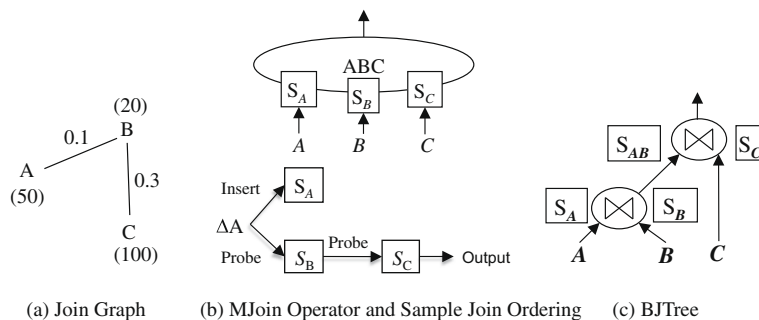 (20)
B
0.1
A
(50)
0.3
C
(100)
(a) Join Graph
ABC
S_A S_B S_C
A B C
Insert S_A
ΔA
Probe S_B Probe S_C Output
(b) MJoin Operator and Sample Join Ordering
S_AB ⋈ S_C
S_A ⋈ S_B
A B C
(c) BJTree